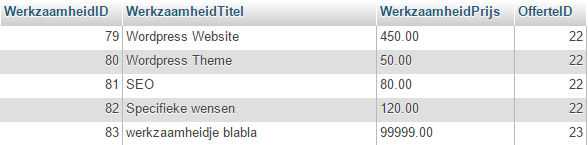 WerkzaamheidID WerkzaamheidTitel WerkzaamheidPrijs OfferteID
79 Wordpress Website 450.00 22
80 Wordpress Theme 50.00 22
81 SEO 80.00 22
82 Specifieke wensen 120.00 22
83 werkzaamheidje blabla 99999.00 23